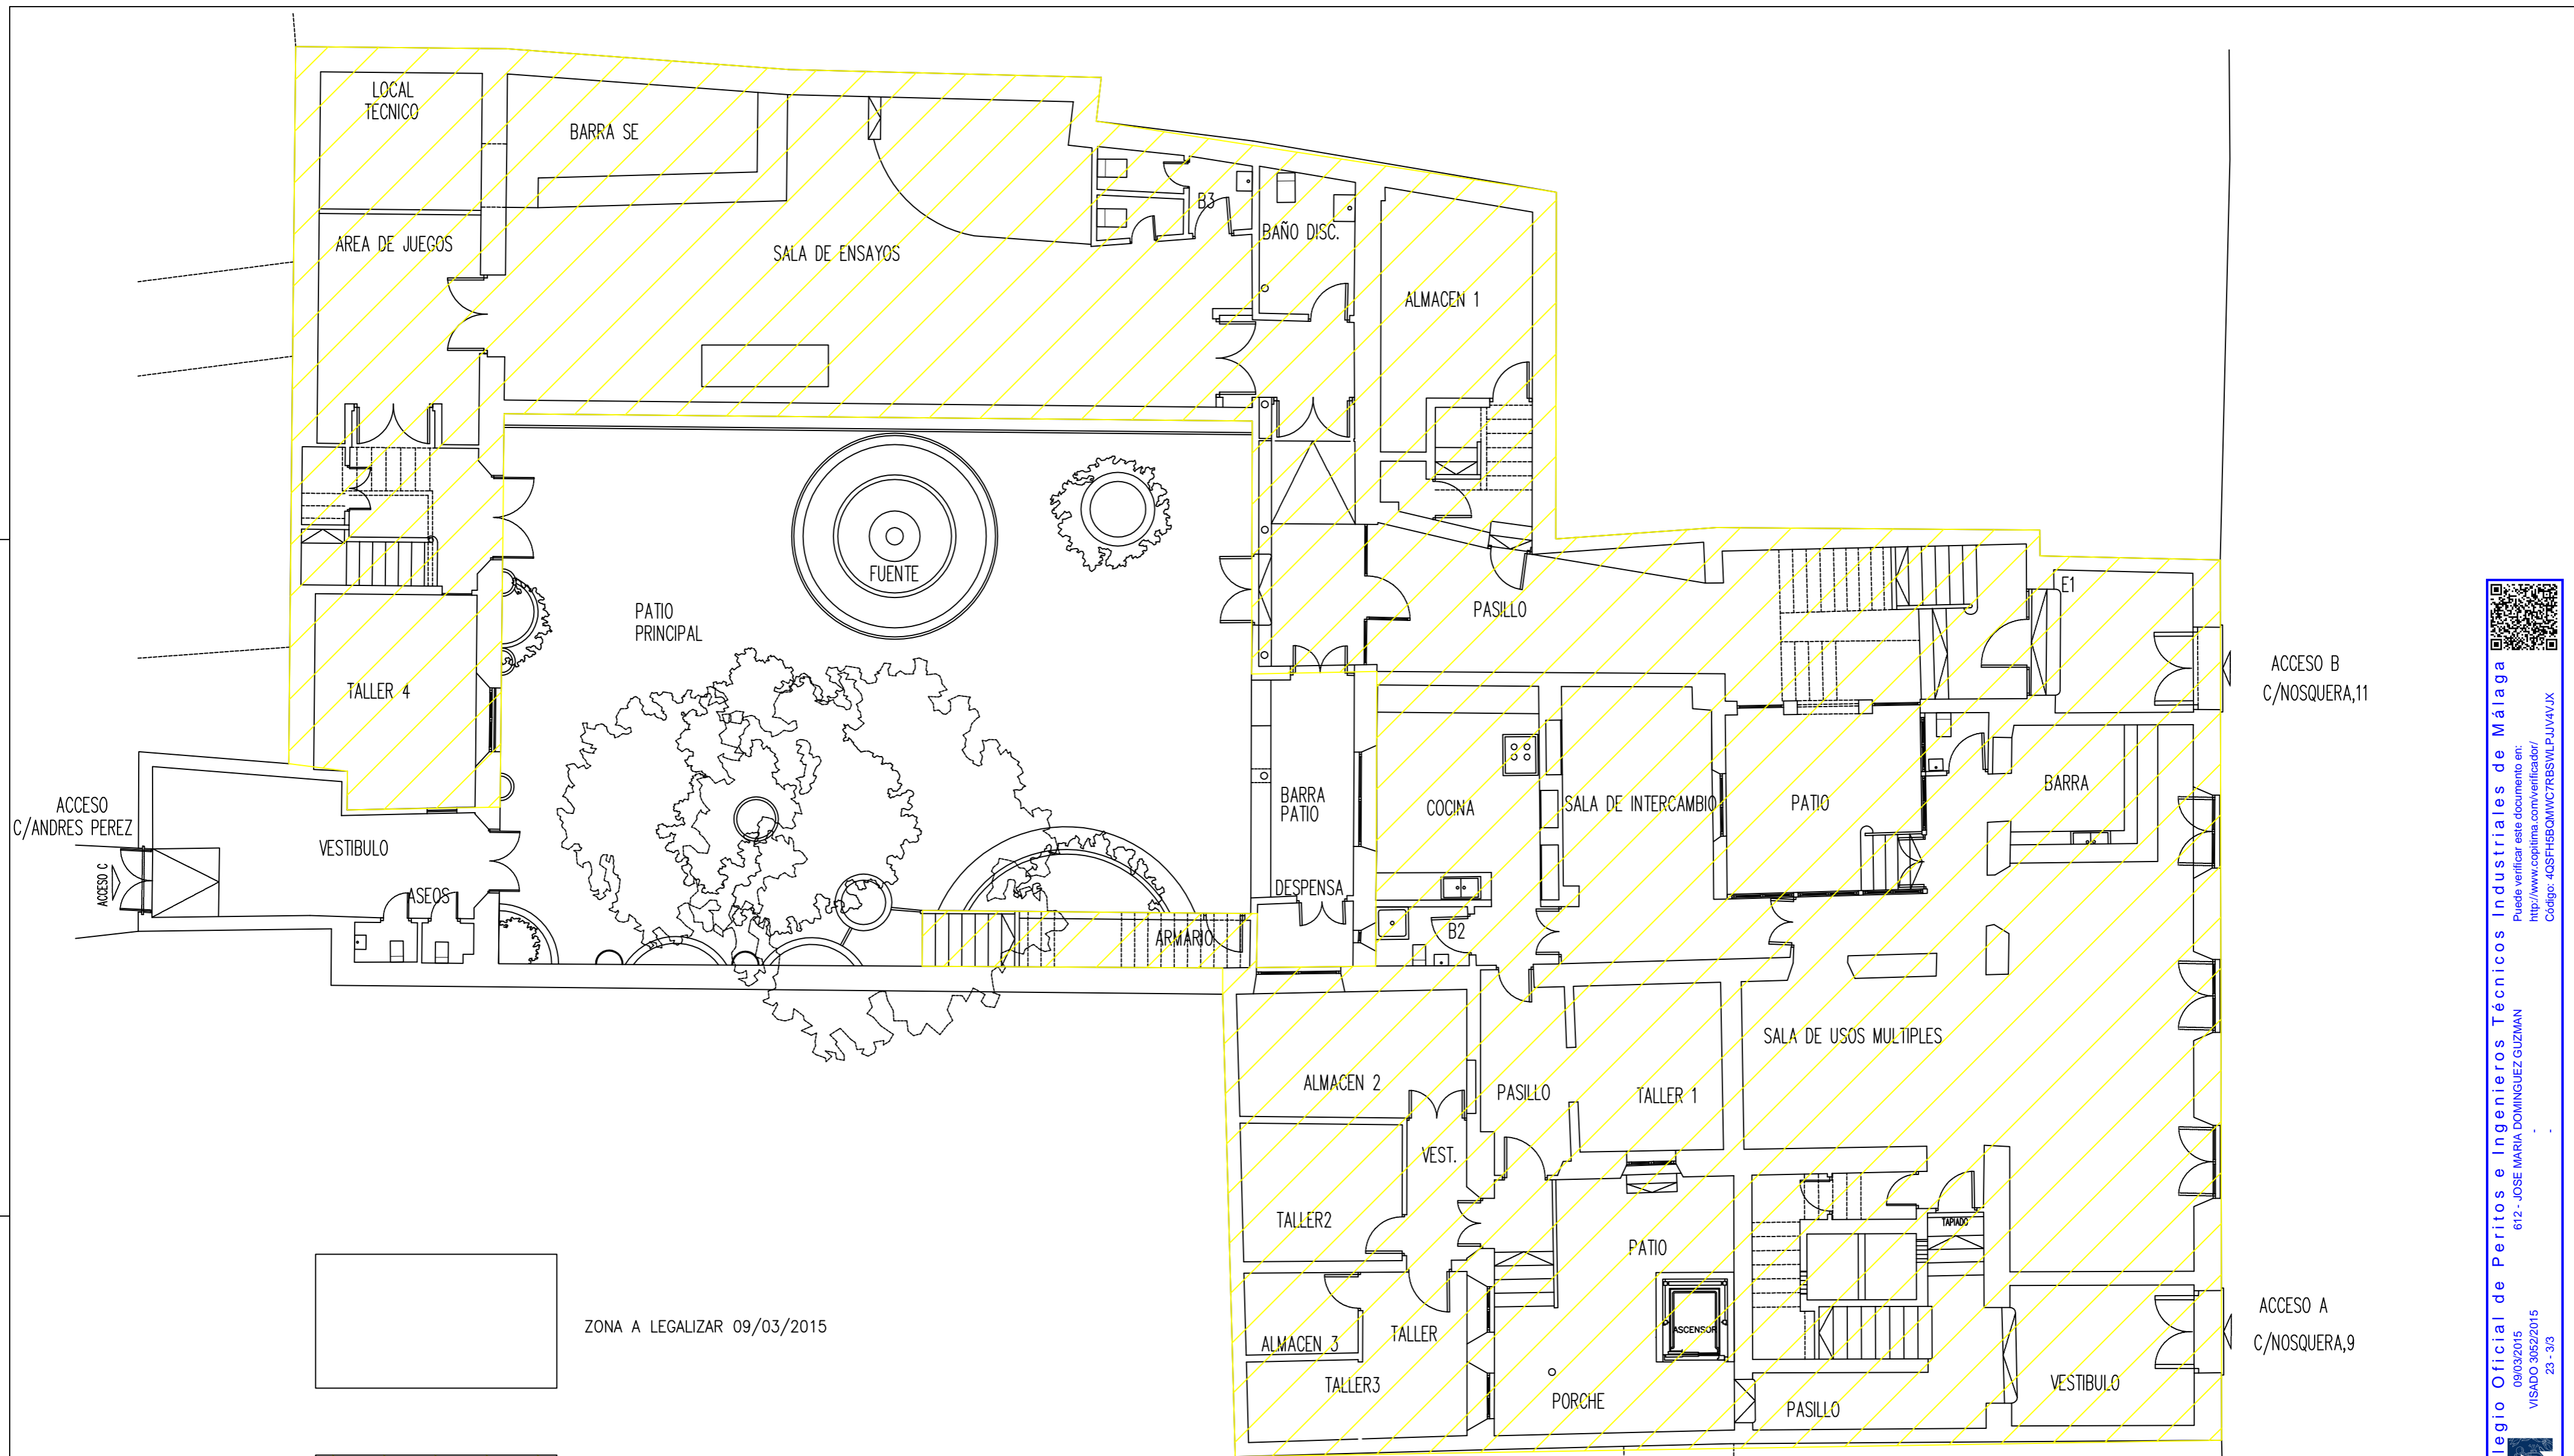 LOCAL
TECNICO
BARRA SE
B3
BAÑO DISC.
AREA DE JUEGOS
SALA DE ENSAYOS
ALMACEN 1
FUENTE
PATIO
PRINCIPAL
PASILLO
E1
ACCESO B
C/NOSQUERA,11
TALLER 4
ACCESO
C/ANDRES PEREZ
ACCESO C
VESTIBULO
ASEOS
BARRA
PATIO
DESPENSA
COCINA
SALA DE INTERCAMBIO
PATIO
BARRA
ARMARIO
B2
SALA DE USOS MULTIPLES
ALMACEN 2
PASILLO
TALLER 1
VEST.
TALLER2
PATIO
TAPIADO
ASCENSOR
ALMACEN 3
TALLER
TALLER3
PORCHE
PASILLO
VESTIBULO
ACCESO A
C/NOSQUERA,9
ZONA A LEGALIZAR 09/03/2015
legio Oficial de Peritos e Ingenieros Técnicos Industriales de Málaga
09/03/2015
612 - JOSE MARIA DOMINGUEZ GUZMAN
Puede verificar este documento en:
VISADO 3052/2015
-
http://www.copitima.com/verificador/
23 - 3/3
-
Código: 4QSFH5BQMWC7RBSWLPJJV4VJX